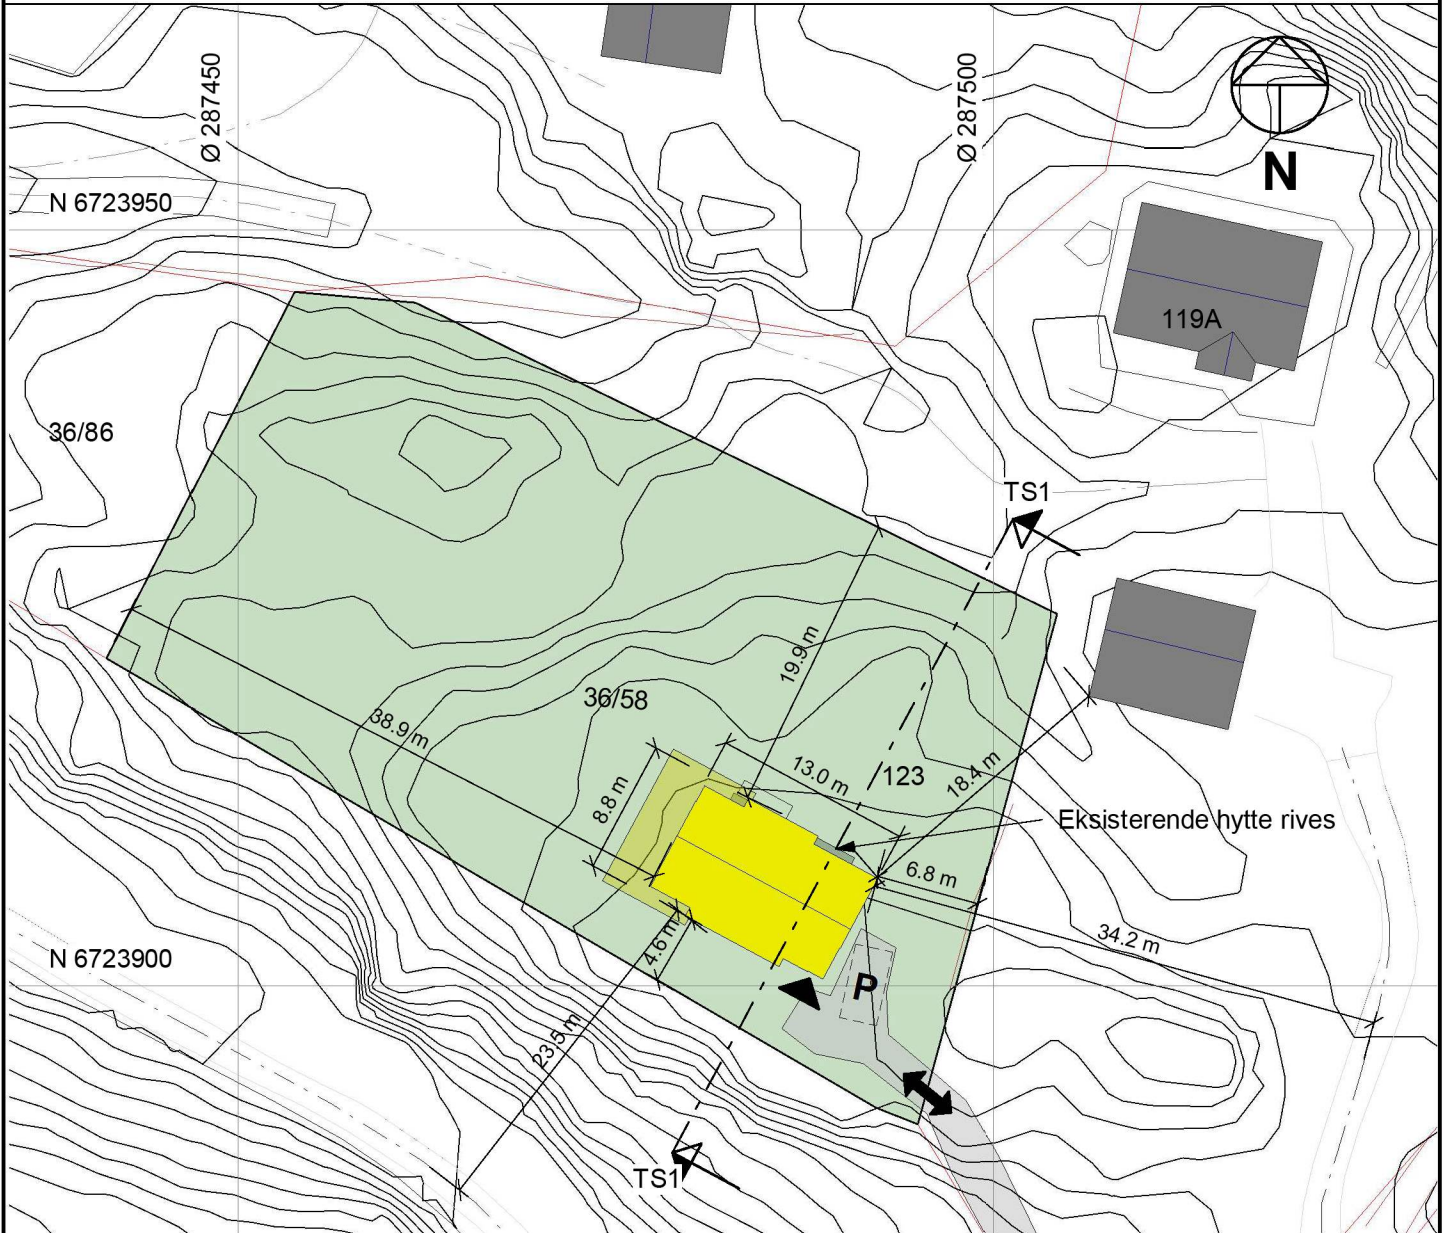 Ø 287450
Ø 287500
N
N 6723950
119A
36/86
TS1
19.9 m
36/58
38.9 m
13.0 m
123
18.4 m
8.8 m
Eksisterende hytte rives
6.8 m
4.6 m
34.2 m
N 6723900
P
23.5 m
TS1